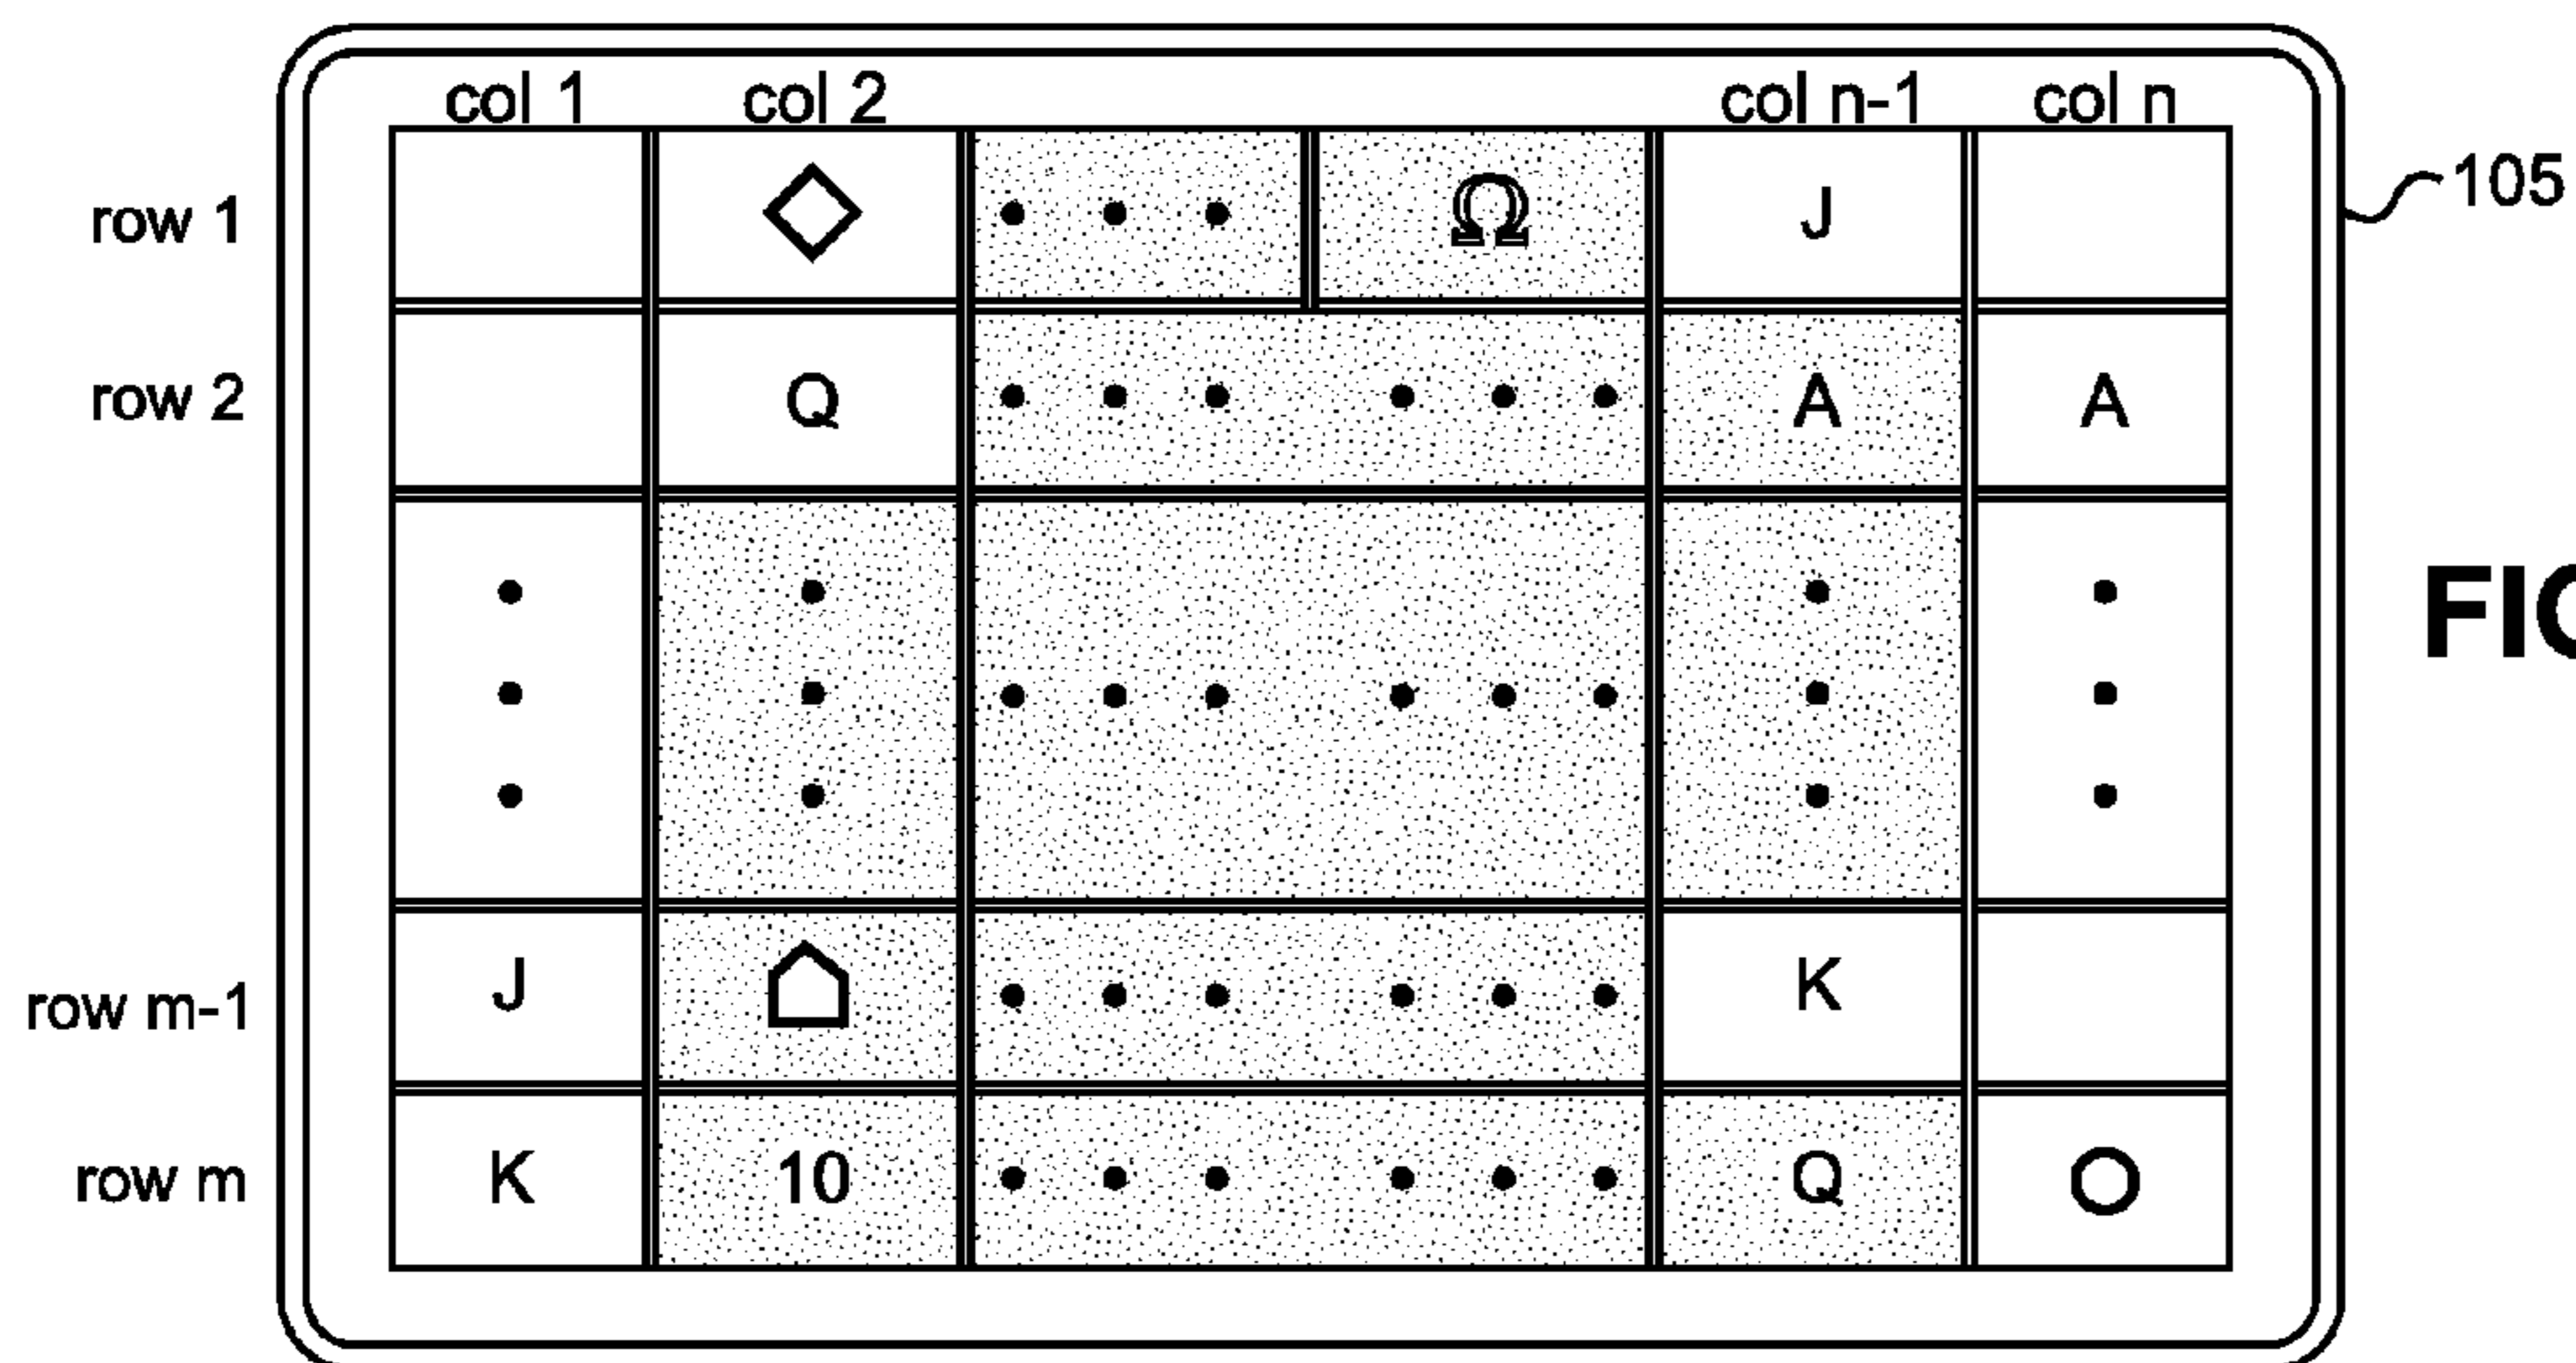 col 1 col 2 col n-1 col n
row 1 Ω J 105
row 2 Q A A
row m-1 J K
row m K 10 Q